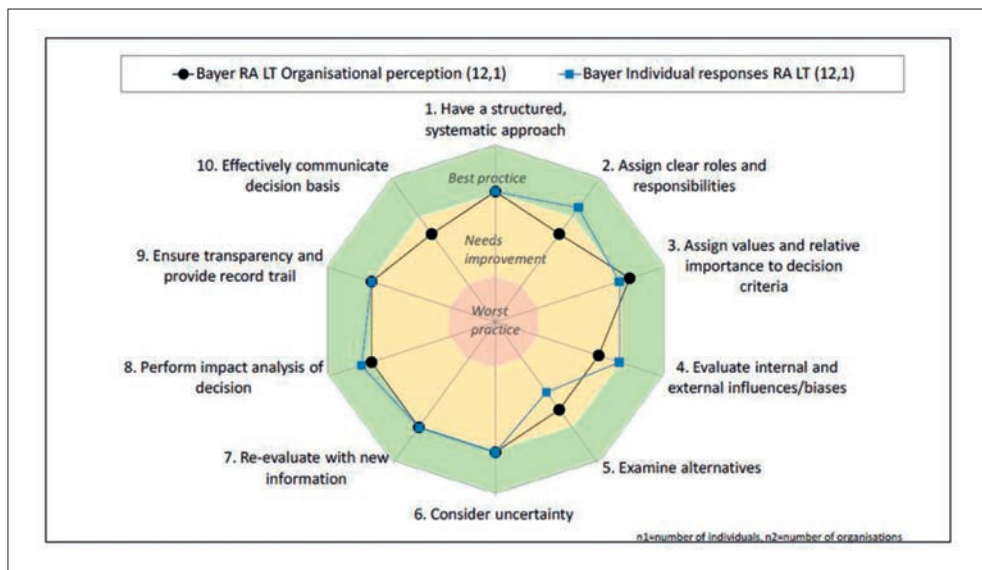 Bayer RA LT Organisational perception (12,1)
Bayer Individual responses RA LT (12,1)
1. Have a structured,
systematic approach
10. Effectively communicate
decision basis
Best practice
2. Assign clear roles and
responsibilities
9. Ensure transparency and
provide record trail
Needs
improvement
3. Assign values and relative
importance to decision
criteria
Worst
practice
8. Perform impact analysis of
decision
4. Evaluate internal and
external influences/biases
7. Re-evaluate with new
information
5. Examine alternatives
6. Consider uncertainty
n1=number of individuals, n2=number of organisations